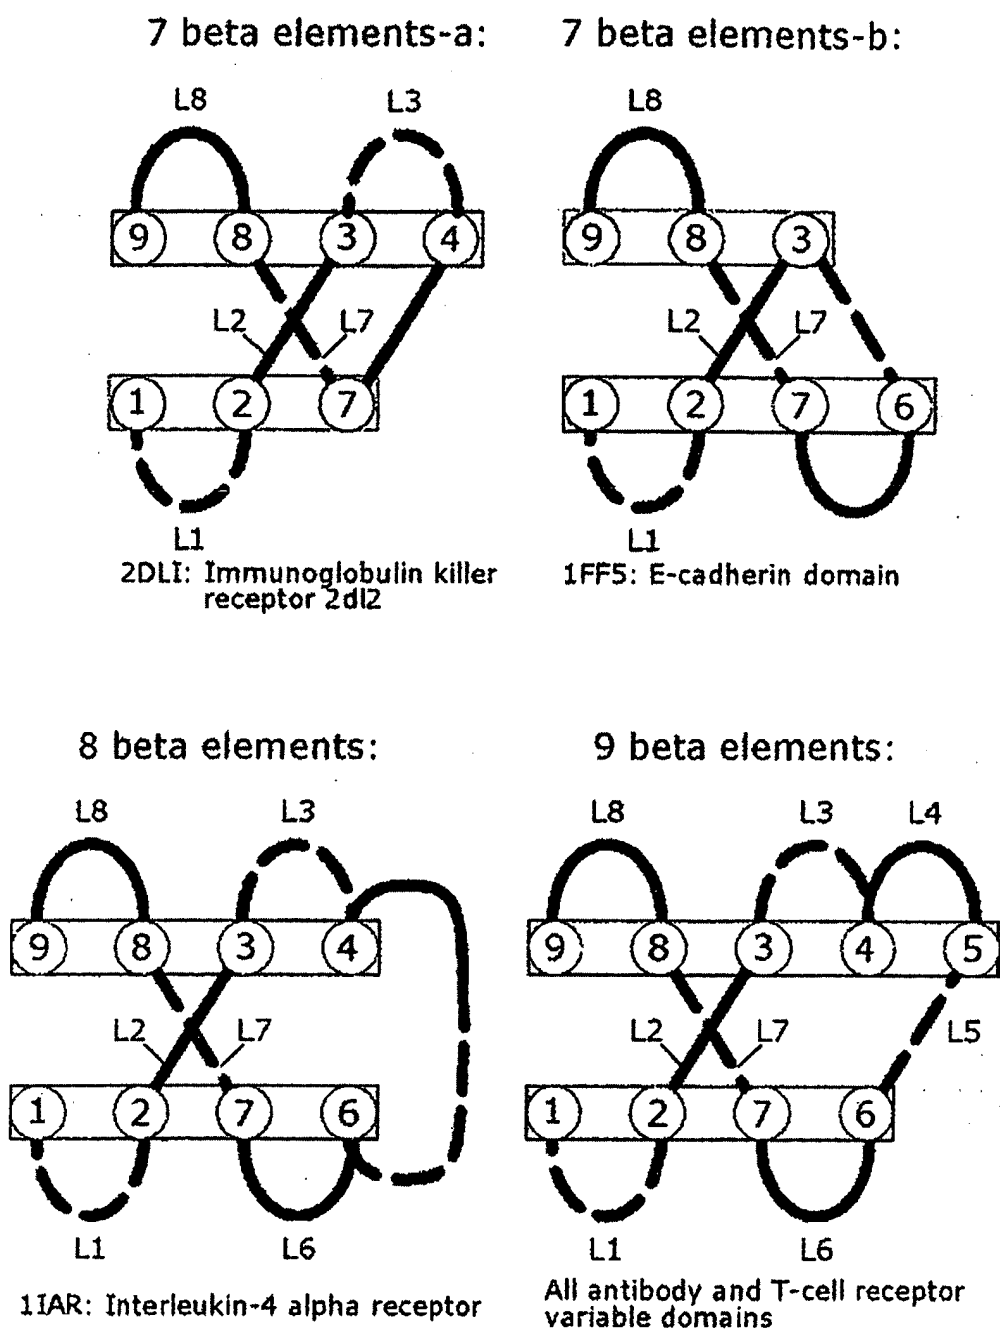 7 beta elements-a: 7 beta elements-b:
L8 L3 L8
9 8 3 4 9 8 3
L2 L7 L2 L7
1 2 7 1 2 7 6
L1 L1
2DLI: Immunoglobulin killer
receptor 2dl2
1FF5: E-cadherin domain
8 beta elements: 9 beta elements:
L8 L3 L8 L3 L4
9 8 3 4 9 8 3 4 5
L2 L7 L2 L7 L5
1 2 7 6 1 2 7 6
L1 L6 L1 L6
1IAR: Interleukin-4 alpha receptor
All antibody and T-cell receptor
variable domains